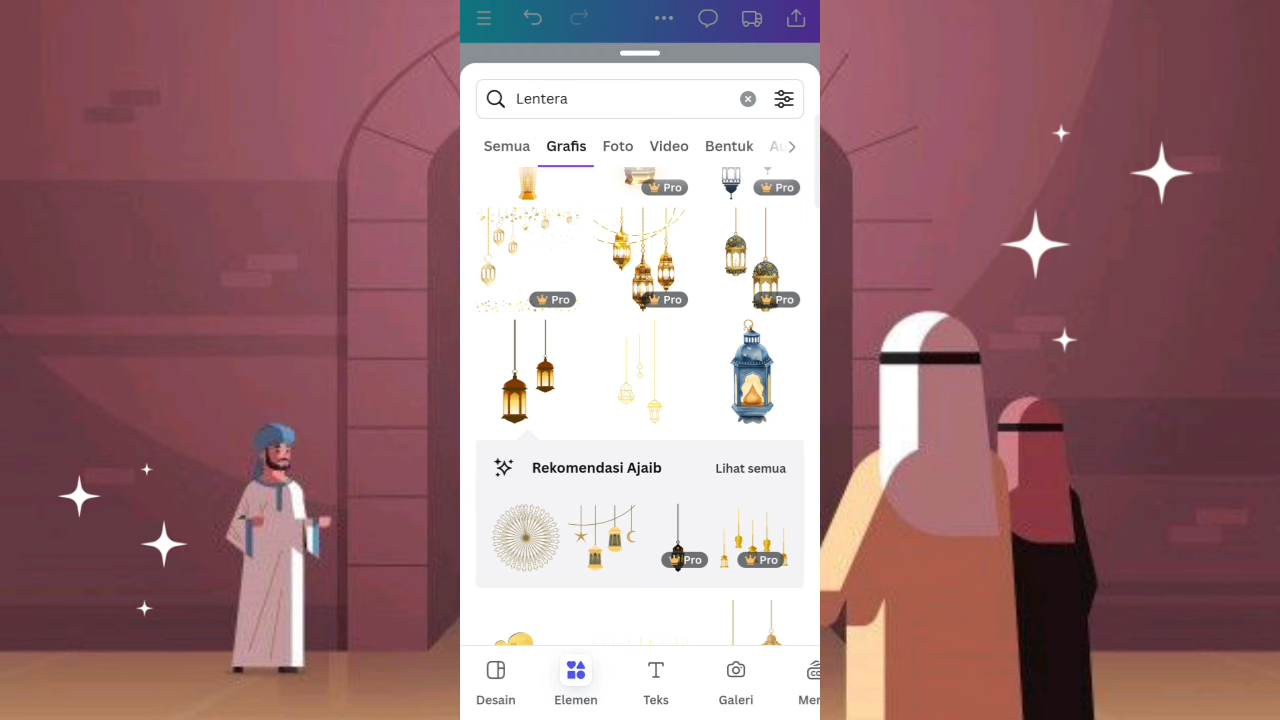 Lentera
Semua Grafis Foto Video Bentuk
Pro Pro
Pro Pro Pro
Rekomendasi Ajaib Lihat semua
Pro Pro
Desain Elemen Teks Galeri